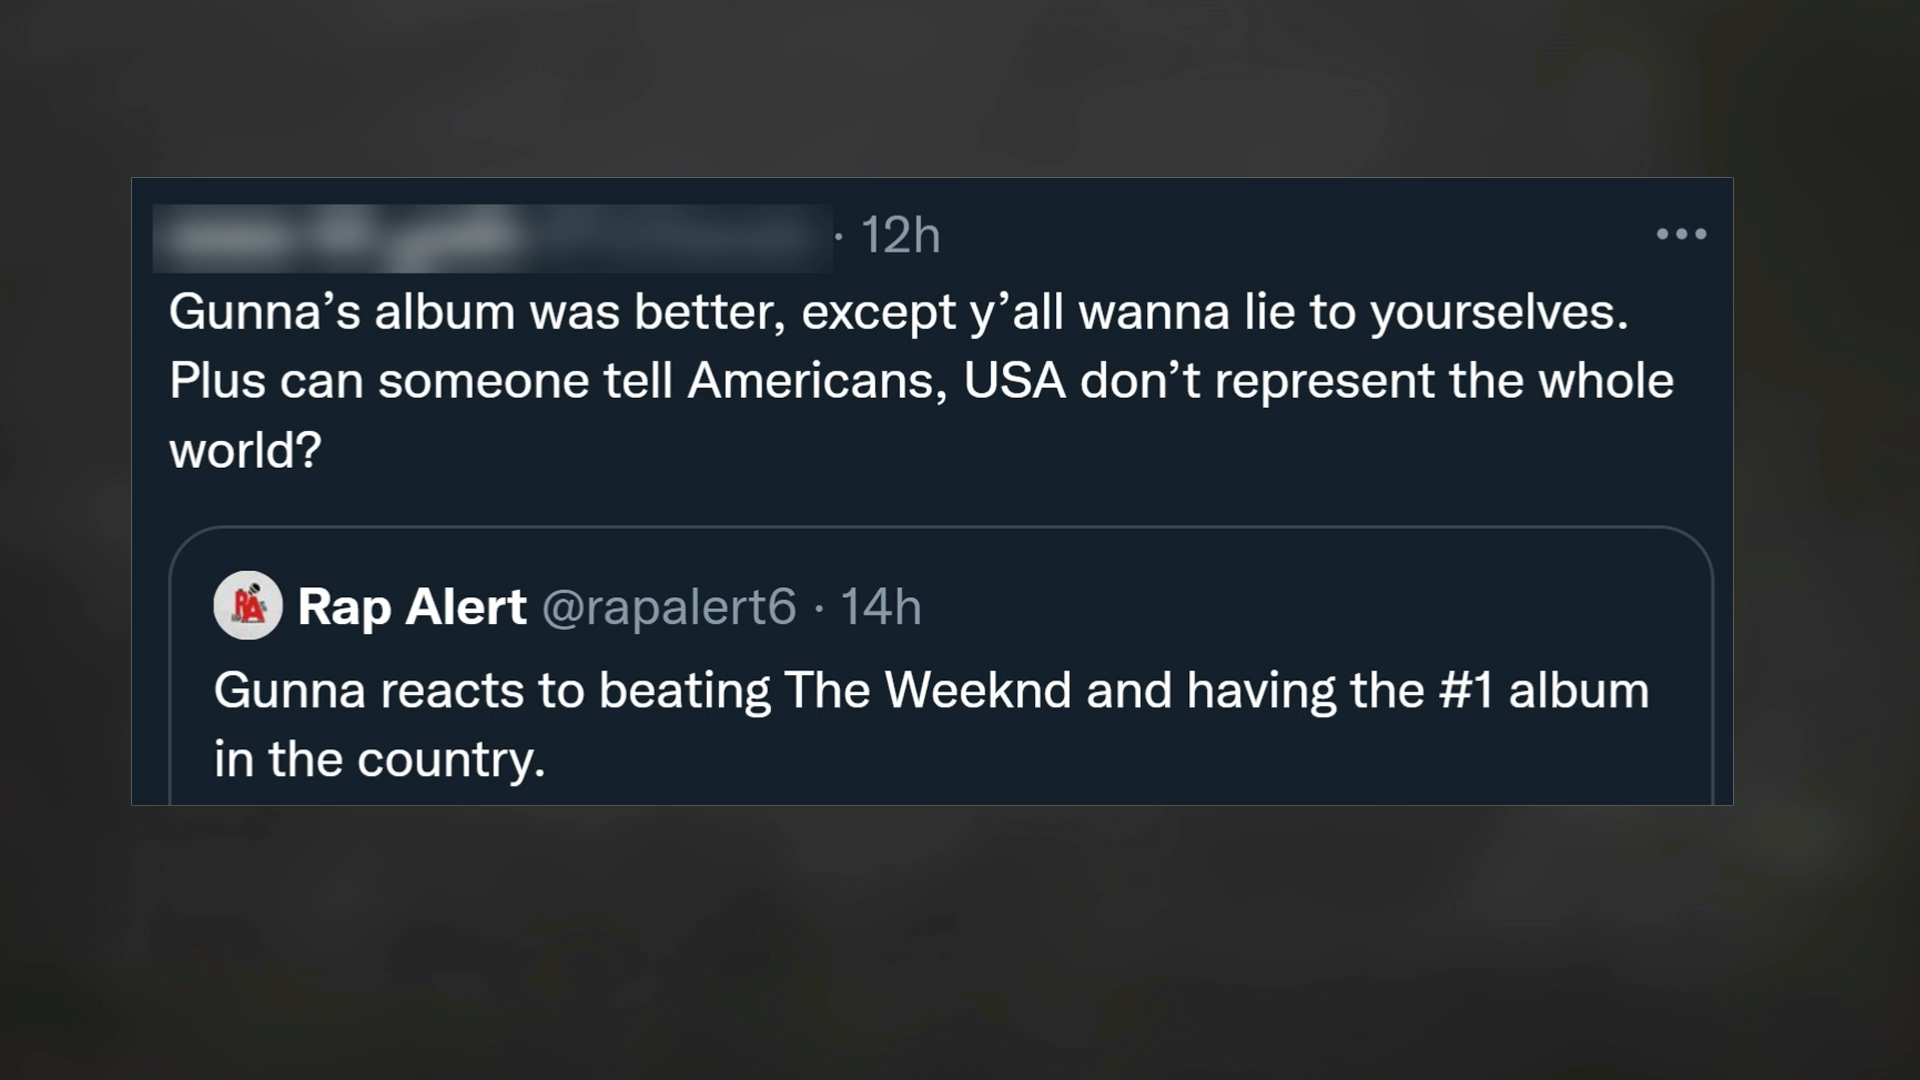 · 12h
Gunna’s album was better, except y’all wanna lie to yourselves.
Plus can someone tell Americans, USA don’t represent the whole
world?
RA
Rap Alert @rapalert6 · 14h
Gunna reacts to beating The Weeknd and having the #1 album
in the country.